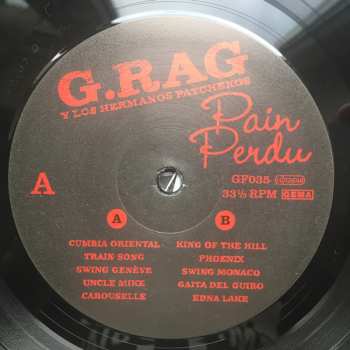 G.RAG
Y LOS HERMANOS PATCHEKOS
Pain
Perdu
GF035
33⅓ RPM GEMA
A
A
CUMBIA ORIENTAL
TRAIN SONG
SWING GENÈVE
UNCLE MIKE
CAROUSELLE
B
KING OF THE HILL
PHOENIX
SWING MONACO
GAITA DEL GUIRO
EDNA LAKE